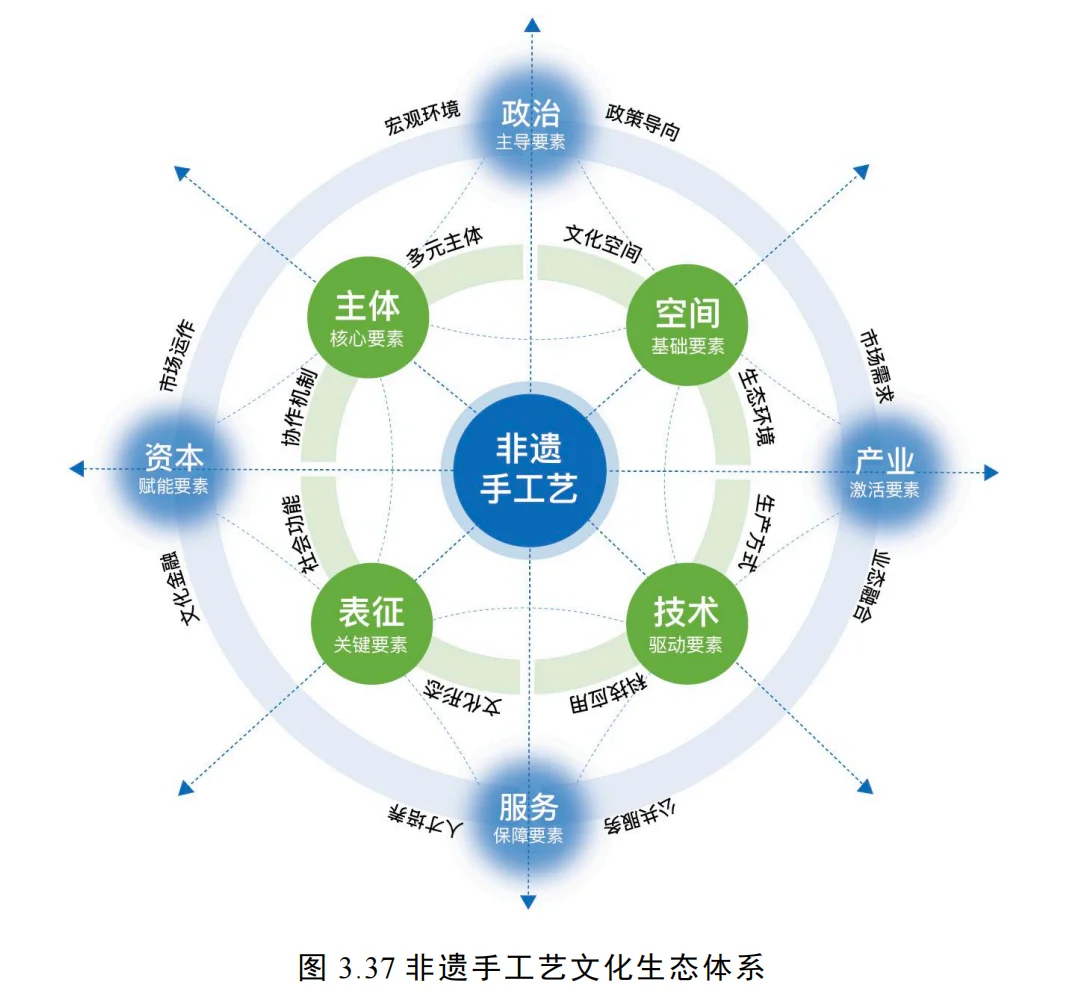 宏观环境
政治
主导要素
政策导向
多元主体
文化空间
主体
核心要素
空间
基础要素
市场运作
协作机制
生态环境
市场需求
资本
赋能要素
非遗
手工艺
产业
激活要素
文化金融
社会功能
生产方式
业态融合
表征
关键要素
技术
驱动要素
文化形态
科技应用
人才培养
服务
保障要素
公共服务
图 3.37 非遗手工艺文化生态体系